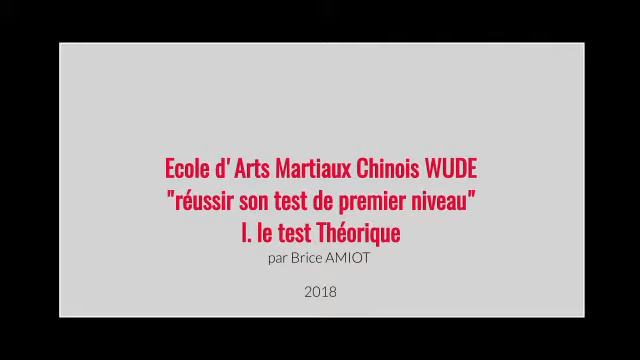 Ecole d' Arts Martiaux Chinois WUDE
"réussir son test de premier niveau"
I. le test Théorique
par Brice AMIOT
2018